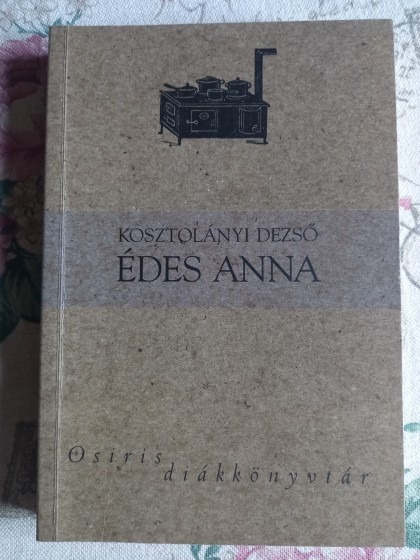 KOSZTOLÁNYI DEZSŐ
ÉDES ANNA
Osiris
diákkönyvtár